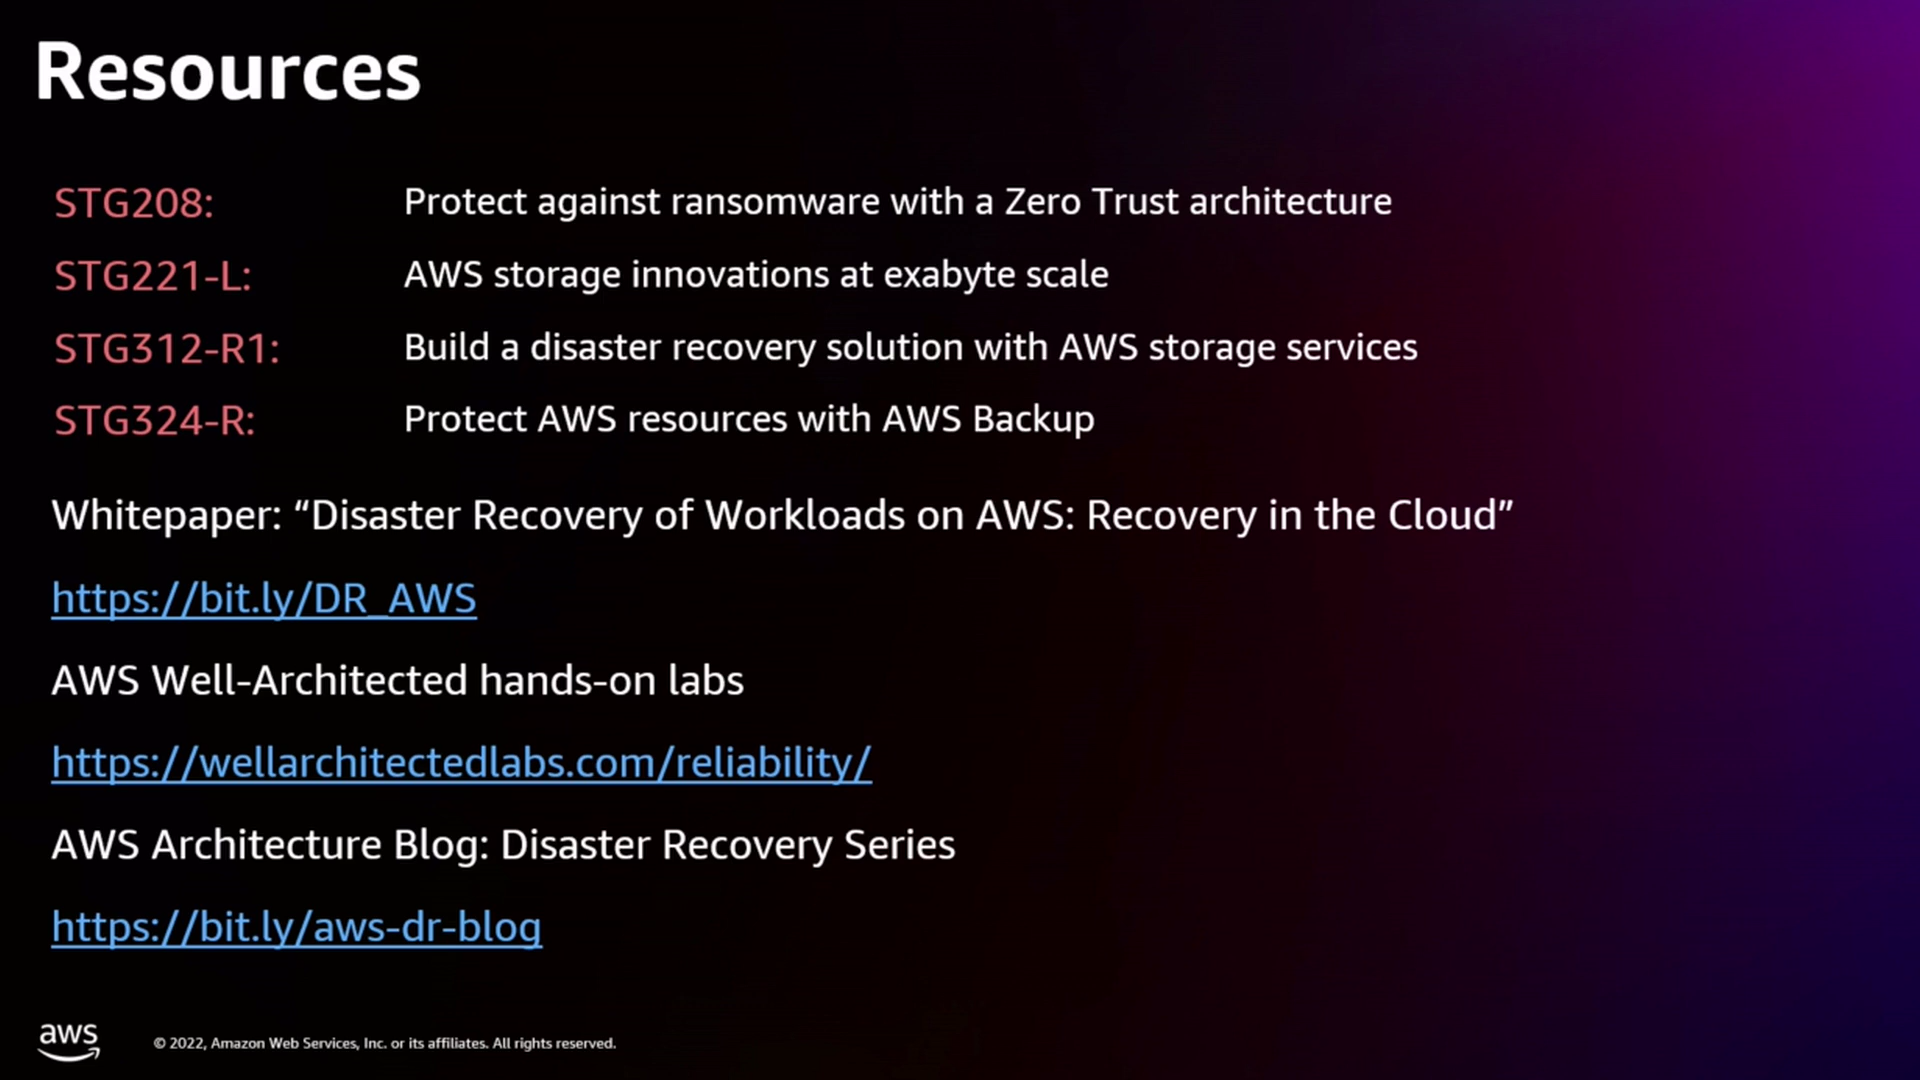 Resources
STG208: Protect against ransomware with a Zero Trust architecture
STG221-L: AWS storage innovations at exabyte scale
STG312-R1: Build a disaster recovery solution with AWS storage services
STG324-R: Protect AWS resources with AWS Backup
Whitepaper: “Disaster Recovery of Workloads on AWS: Recovery in the Cloud”
https://bit.ly/DR_AWS
AWS Well-Architected hands-on labs
https://wellarchitectedlabs.com/reliability/
AWS Architecture Blog: Disaster Recovery Series
https://bit.ly/aws-dr-blog
aws © 2022, Amazon Web Services, Inc. or its affiliates. All rights reserved.